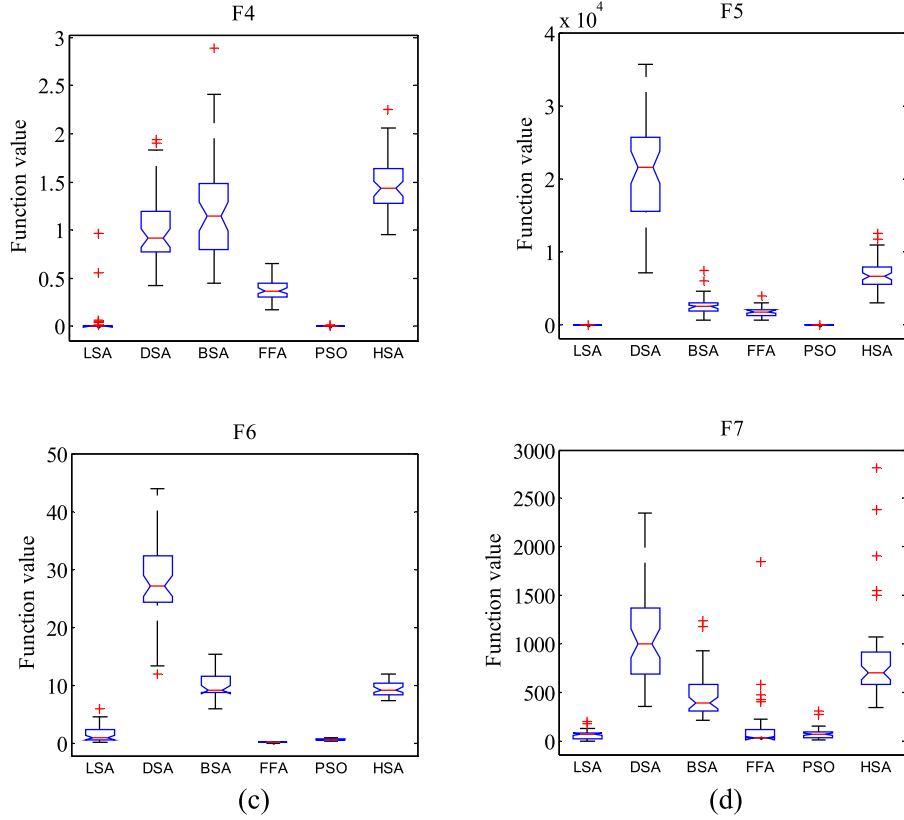 F4
Function value
3
2.5
2
1.5
1
0.5
0
LSA DSA BSA FFA PSO HSA
F5
x 10^4
Function value
4
3
2
1
0
LSA DSA BSA FFA PSO HSA
F6
Function value
50
40
30
20
10
0
LSA DSA BSA FFA PSO HSA
(c)
F7
Function value
3000
2500
2000
1500
1000
500
0
LSA DSA BSA FFA PSO HSA
(d)